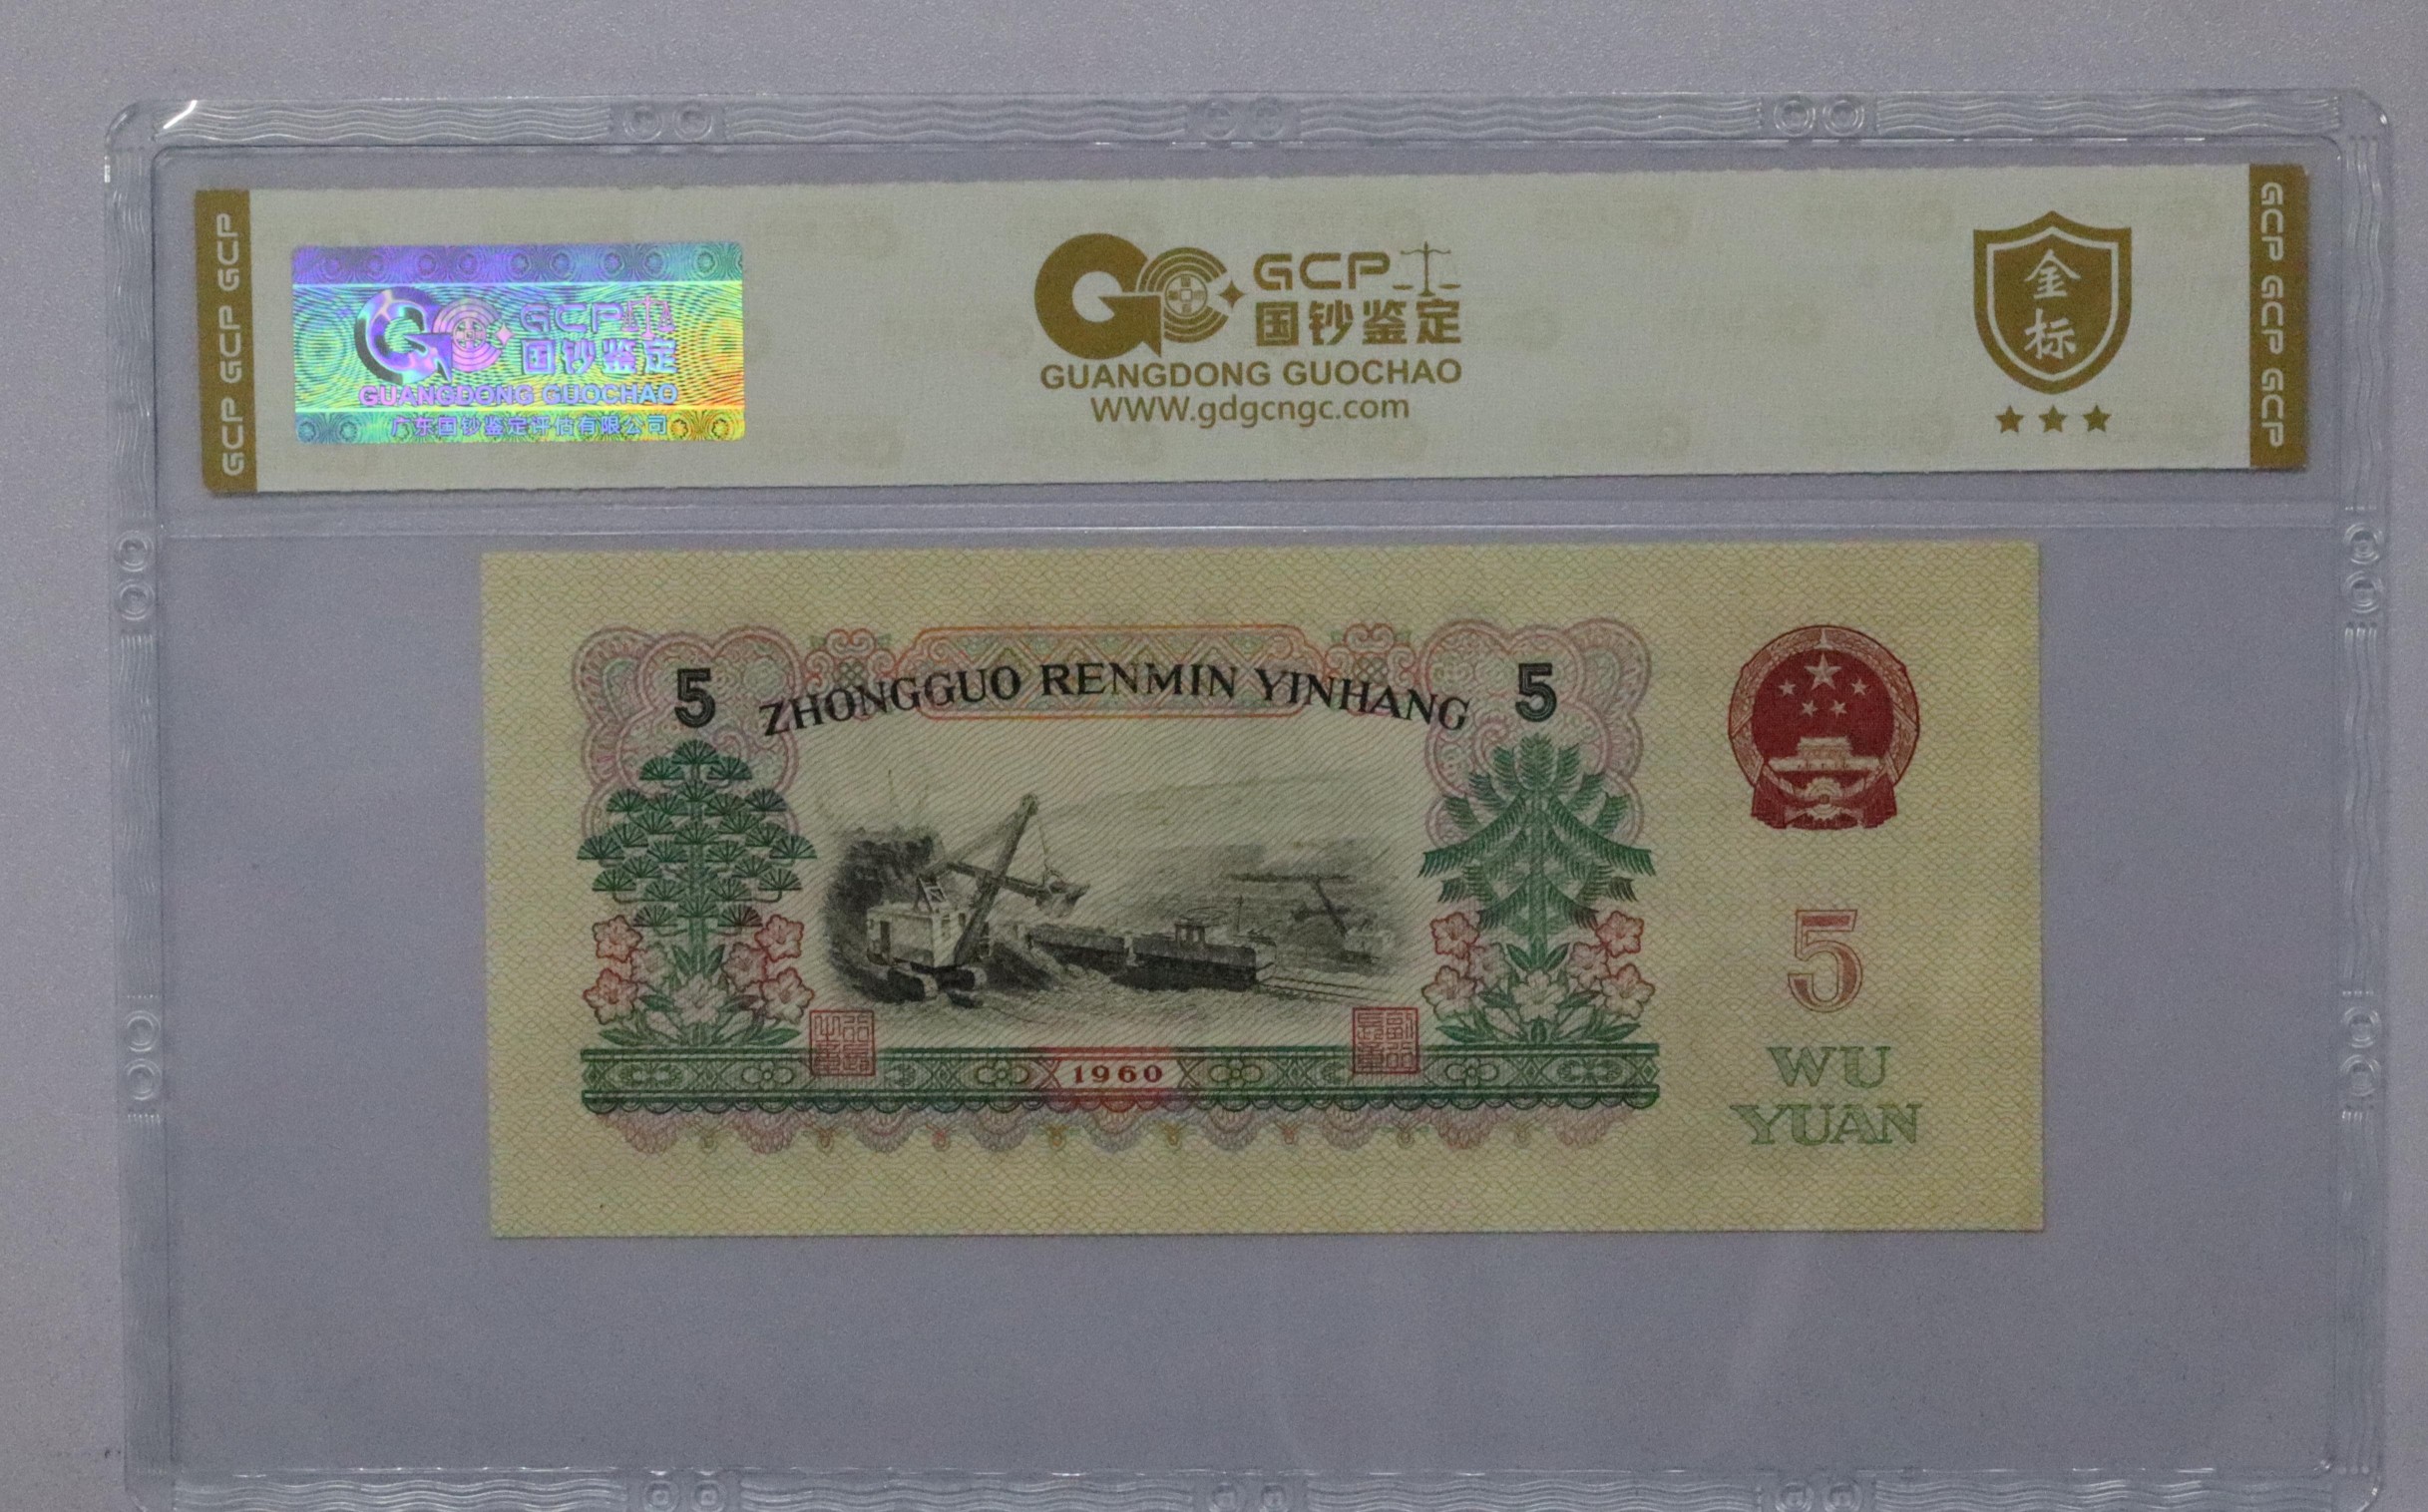 GCP GCP GCP
GCP
国钞鉴定
GUANGDONG GUOCHAO
广东国钞鉴定评估有限公司
GCP
国钞鉴定
GUANGDONG GUOCHAO
WWW.gdgcngc.com
金
标
GCP GCP GCP
5
ZHONGGUO RENMIN YINHANG
5
1960
5
WU
YUAN